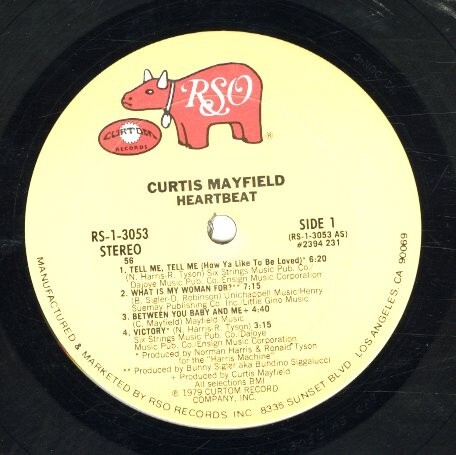 RSO
®
CURTOM
RECORDS
CURTIS MAYFIELD
HEARTBEAT
RS-1-3053
STEREO
SIDE 1
(RS-1-3053 AS)
#2394 231
56
1. TELL ME, TELL ME (How Ya Like To Be Loved)* 6:20
(N. Harris-R. Tyson) Six Strings Music Pub. Co.
Dajoye Music Pub. Co. Ensign Music Corporation
2. WHAT IS MY WOMAN FOR?** 7:15
(B. Sigler-D. Robinson) Unichappell Music Henry
Suemay Publishing Co. Inc. Little Gino Music
3. BETWEEN YOU BABY AND ME+ 4:40
(C. Mayfield) Mayfield Music
4. VICTORY* (N. Harris-R. Tyson) 3:15
Six Strings Music Pub. Co. Dajoye
Music Pub. Co. Ensign Music Corporation
* Produced by Norman Harris & Ronald Tyson
for the "Harris Machine"
** Produced by Bunny Sigler aka Bundino Siggalucci
+ Produced by Curtis Mayfield
All selections BMI
℗ 1979 CURTOM RECORD
COMPANY, INC.
MANUFACTURED & MARKETED BY RSO RECORDS INC. 8335 SUNSET BLVD. LOS ANGELES, CA 90069